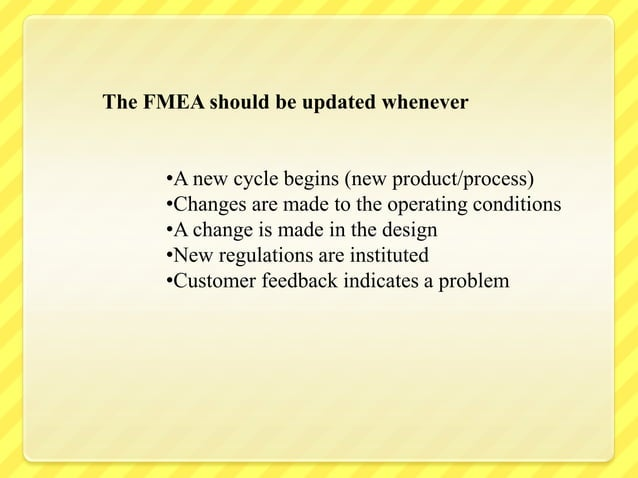 The FMEA should be updated whenever
•A new cycle begins (new product/process)
•Changes are made to the operating conditions
•A change is made in the design
•New regulations are instituted
•Customer feedback indicates a problem